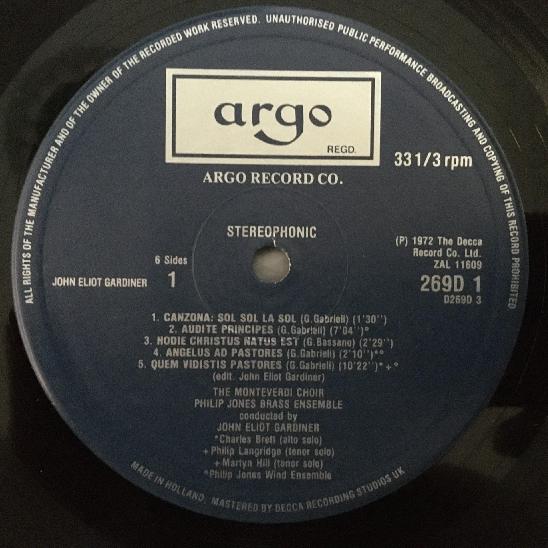 ALL RIGHTS OF THE MANUFACTURER AND OF THE OWNER OF THE RECORDED WORK RESERVED. UNAUTHORISED PUBLIC PERFORMANCE BROADCASTING AND COPYING OF THIS RECORD PROHIBITED
argo
REGD.
33 1/3 rpm
ARGO RECORD CO.
STEREOPHONIC
(P) 1972 The Decca
Record Co. Ltd.
ZAL 11609
6 Sides
JOHN ELIOT GARDINER 1
269D 1
D269D 3
1. CANZONA: SOL SOL LA SOL (G.Gabrieli) (1'30'')
2. AUDITE PRINCIPES (G.Gabrieli) (7'04'')°
3. HODIE CHRISTUS NATUS EST (G.Bassano) (2'29'')
4. ANGELUS AD PASTORES (G.Gabrieli) (2'10'')*°
5. QUEM VIDISTIS PASTORES (G.Gabrieli) (10'22'')*+°
(edit. John Eliot Gardiner)
THE MONTEVERDI CHOIR
PHILIP JONES BRASS ENSEMBLE
conducted by
JOHN ELIOT GARDINER
*Charles Brett (alto solo)
+Philip Langridge (tenor solo)
+Martyn Hill (tenor solo)
°Philip Jones Wind Ensemble
MADE IN HOLLAND. MASTERED BY DECCA RECORDING STUDIOS UK